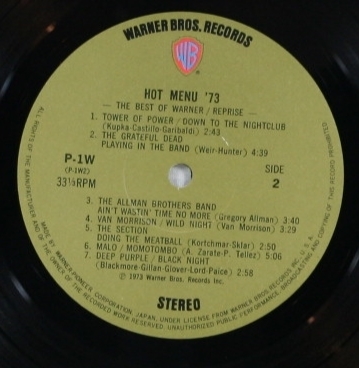 WARNER BROS. RECORDS
WB
HOT MENU '73
— THE BEST OF WARNER / REPRISE —
1. TOWER OF POWER / DOWN TO THE NIGHTCLUB
(Kupka-Castillo-Garibaldi) 2:43
2. THE GRATEFUL DEAD
PLAYING IN THE BAND (Weir-Hunter) 4:39
P-1W
(P-1W2)
33⅓RPM
SIDE
2
3. THE ALLMAN BROTHERS BAND
AIN'T WASTIN' TIME NO MORE (Gregory Allman) 3:40
4. VAN MORRISON / WILD NIGHT (Van Morrison) 3:29
5. THE SECTION
DOING THE MEATBALL (Kortchmar-Sklar)
6. MALO / MOMOTOMBO (A. Zarate-P. Tellez) 5:06
7. DEEP PURPLE / BLACK NIGHT
(Blackmore-Gillan-Glover-Lord-Paice) 2:58
℗ 1973 Warner Bros. Records Inc.
STEREO
ALL RIGHTS OF THE MANUFACTURER AND OF THE OWNER OF THE RECORDED WORK RESERVED. UNAUTHORIZED PUBLIC PERFORMANCE, BROADCASTING AND COPYING OF THIS RECORD PROHIBITED
MADE BY WARNER-PIONEER CORPORATION, JAPAN, UNDER LICENSE FROM WARNER BROS. RECORDS INC., U.S.A.